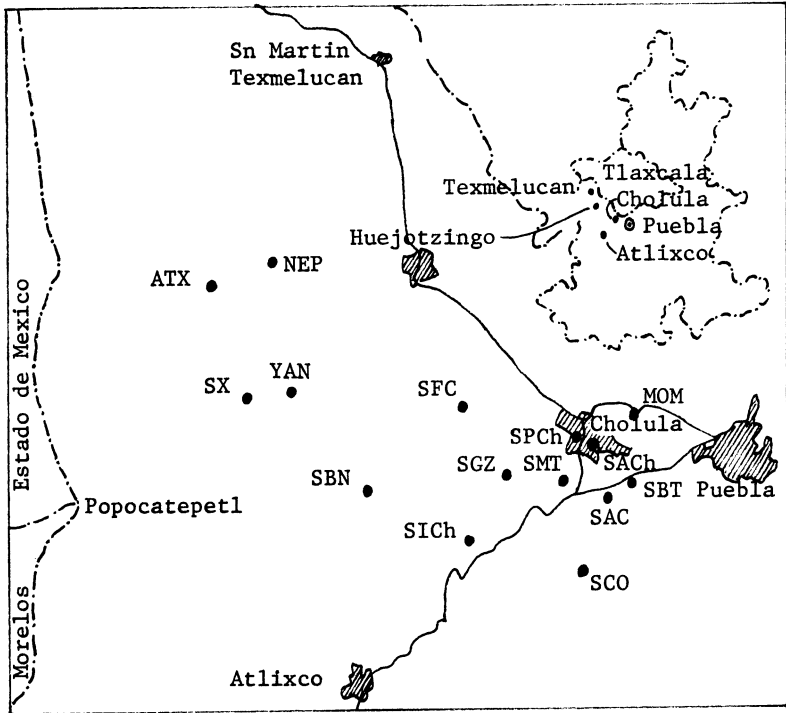 Sn Martin
Texmelucan
Tlaxcala
Texmelucan
Cholula
Puebla
Huejotzingo
Atlixco
NEP
ATX
Estado de Mexico
YAN
SX
SFC
MOM
Cholula
SPCh
SACh
SGZ
SMT
SBN
SBT Puebla
Popocatepetl
SAC
SICh
SCO
Morelos
Atlixco